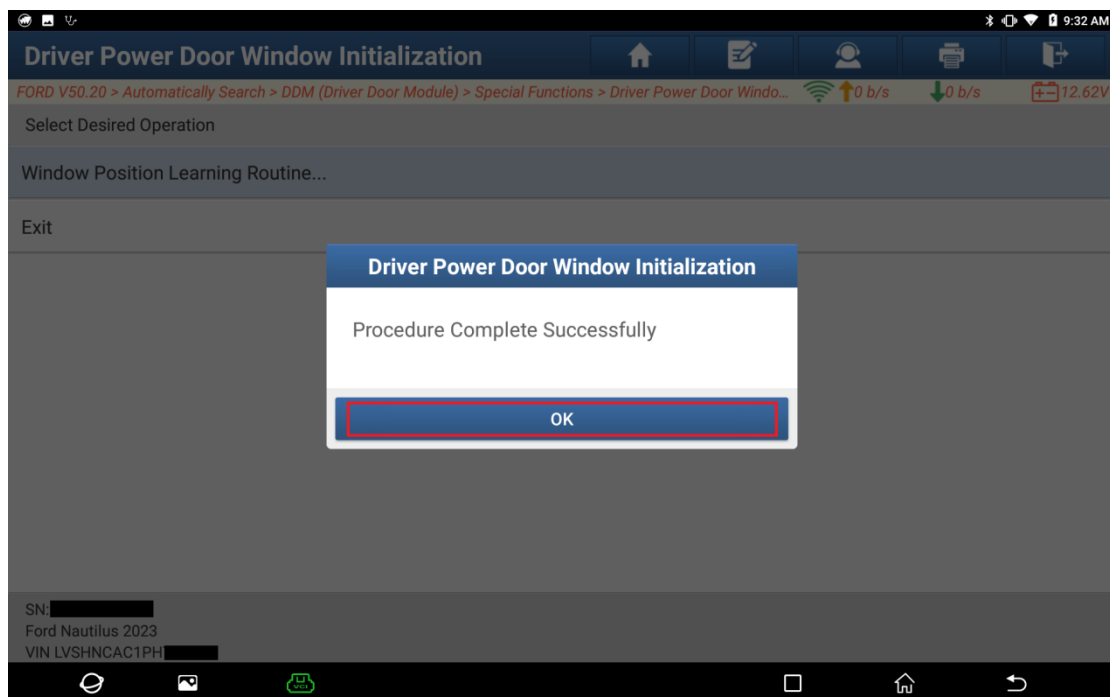 9:32 AM
Driver Power Door Window Initialization
FORD V50.20 > Automatically Search > DDM (Driver Door Module) > Special Functions > Driver Power Door Windo... 0 b/s 0 b/s 12.62V
Select Desired Operation
Window Position Learning Routine...
Exit
Driver Power Door Window Initialization
Procedure Complete Successfully
OK
SN:
Ford Nautilus 2023
VIN LVSHNCAC1PH
VCI